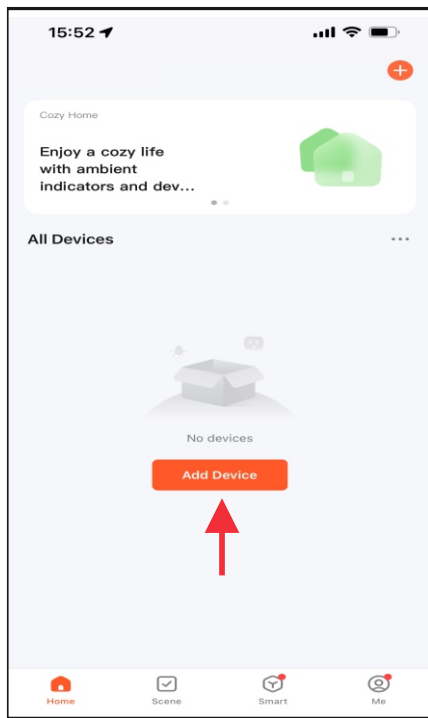 15:52
Cozy Home
Enjoy a cozy life
with ambient
indicators and dev...
All Devices
No devices
Add Device
Home
Scene
Smart
Me